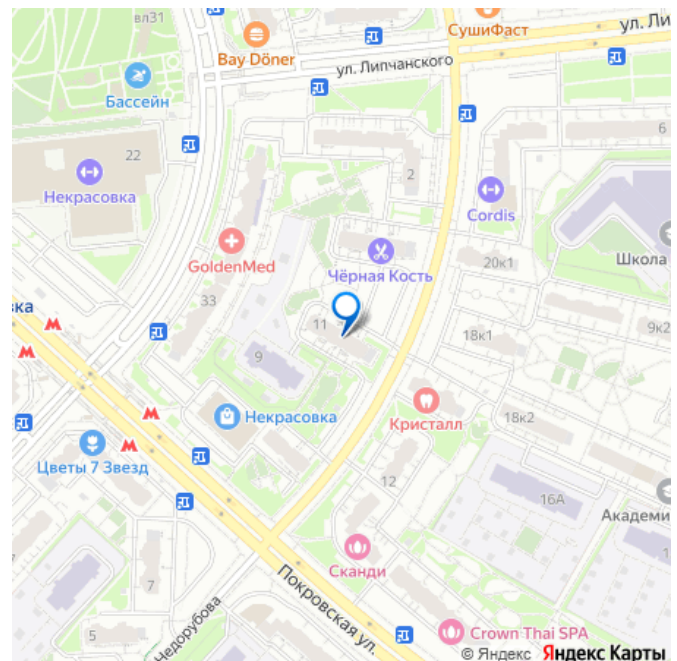 вл31
Bay Döner
СушиФаст
ул. Ли
ул. Липчанского
Бассейн
22
2
6
Некрасовка
Cordis
GoldenMed
Чёрная Кость
Школа
20к1
33
ка
11
18к1
9к2
9
Некрасовка
Кристалл
18к2
Цветы 7 Звезд
12
16А
Академи
Сканди
7
1
Покровская ул.
Недорубова
5
Crown Thai SPA
© Яндекс Яндекс Карты